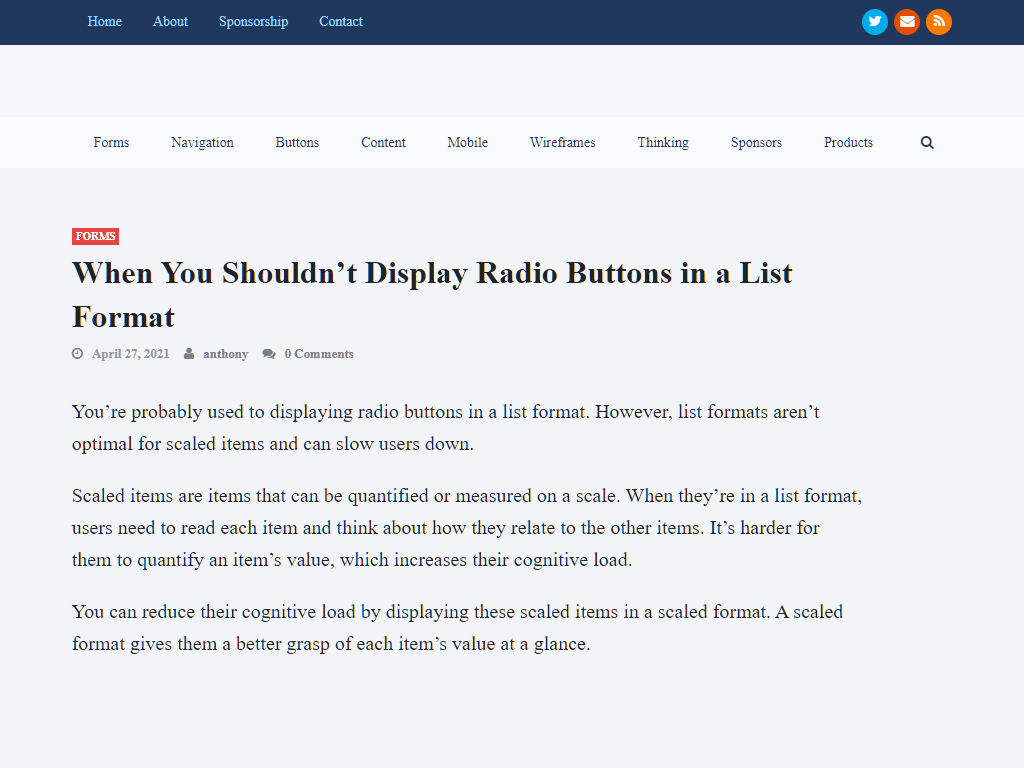 Home About Sponsorship Contact
Forms Navigation Buttons Content Mobile Wireframes Thinking Sponsors Products
FORMS
When You Shouldn’t Display Radio Buttons in a List
Format
April 27, 2021 anthony 0 Comments
You’re probably used to displaying radio buttons in a list format. However, list formats aren’t
optimal for scaled items and can slow users down.
Scaled items are items that can be quantified or measured on a scale. When they’re in a list format,
users need to read each item and think about how they relate to the other items. It’s harder for
them to quantify an item’s value, which increases their cognitive load.
You can reduce their cognitive load by displaying these scaled items in a scaled format. A scaled
format gives them a better grasp of each item’s value at a glance.